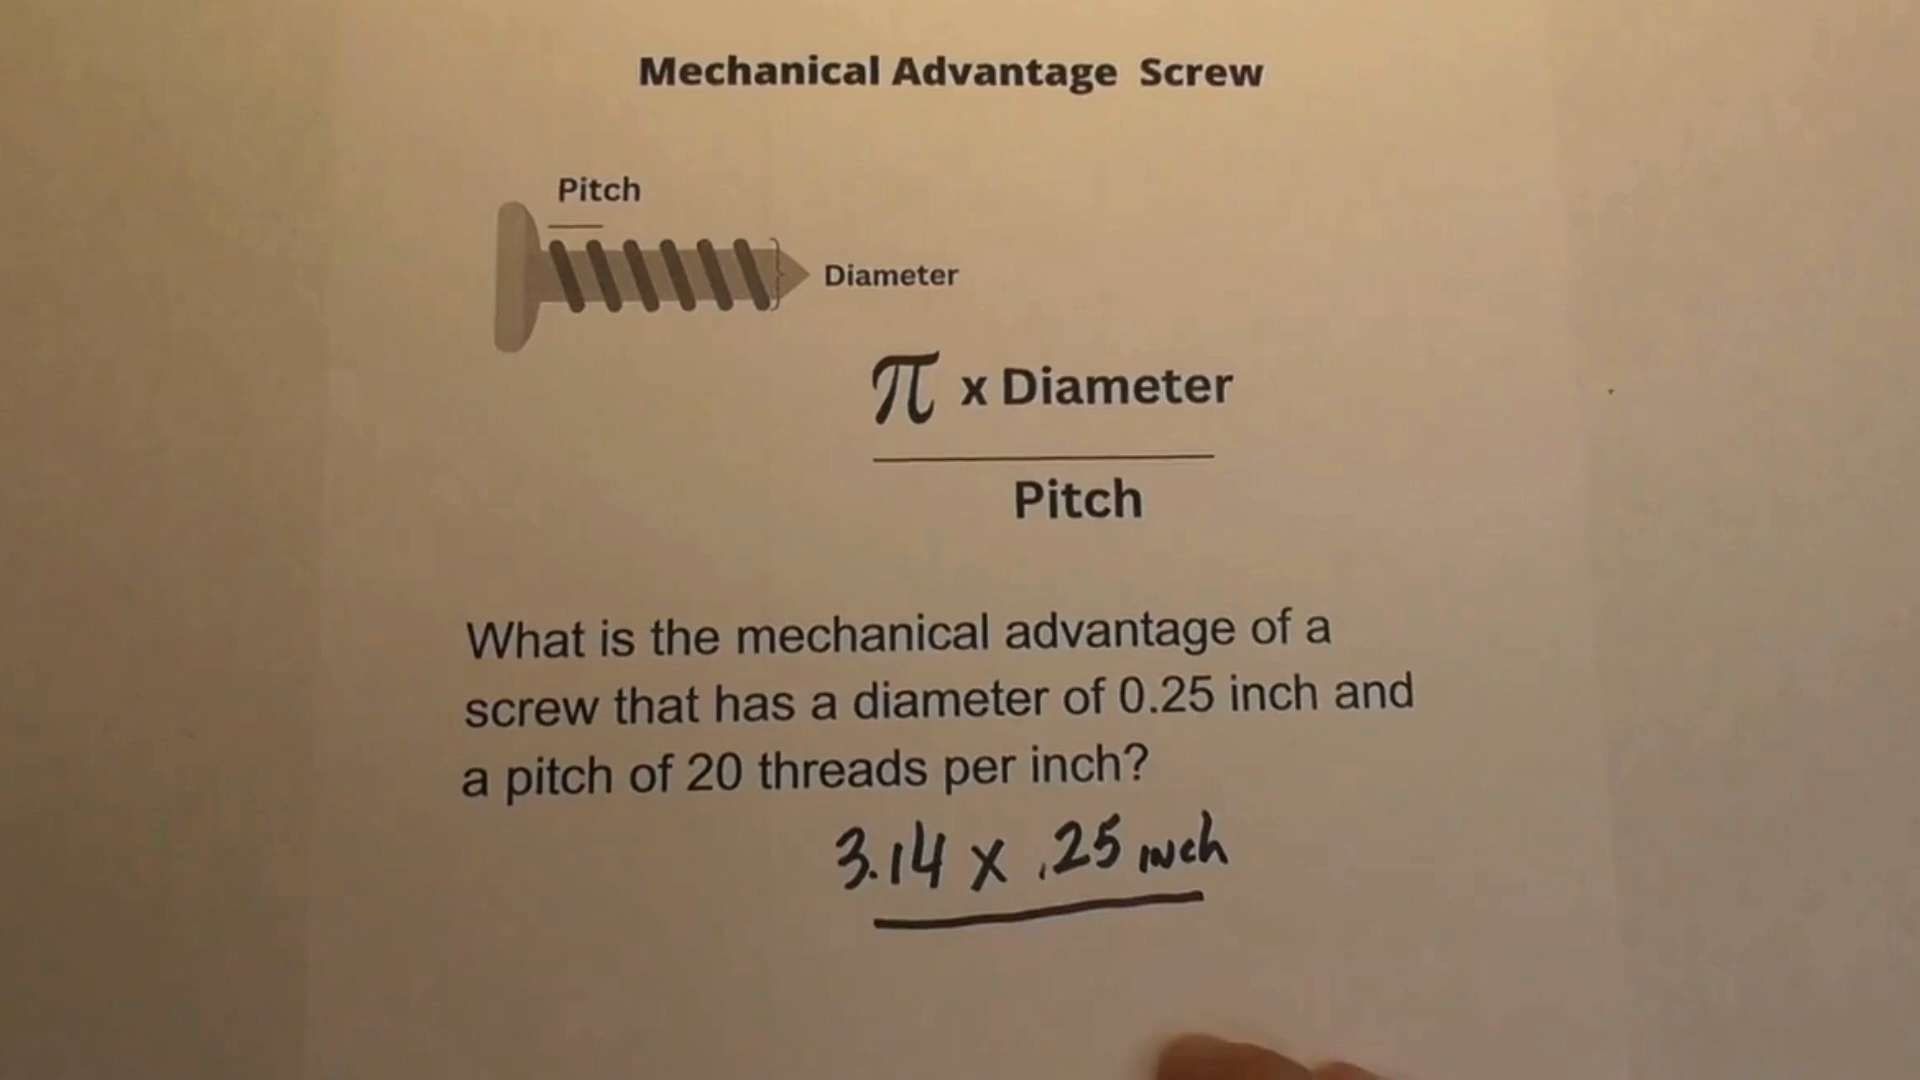 Mechanical Advantage Screw
Pitch
Diameter
π x Diameter
Pitch
What is the mechanical advantage of a
screw that has a diameter of 0.25 inch and
a pitch of 20 threads per inch?
3.14 x .25 inch